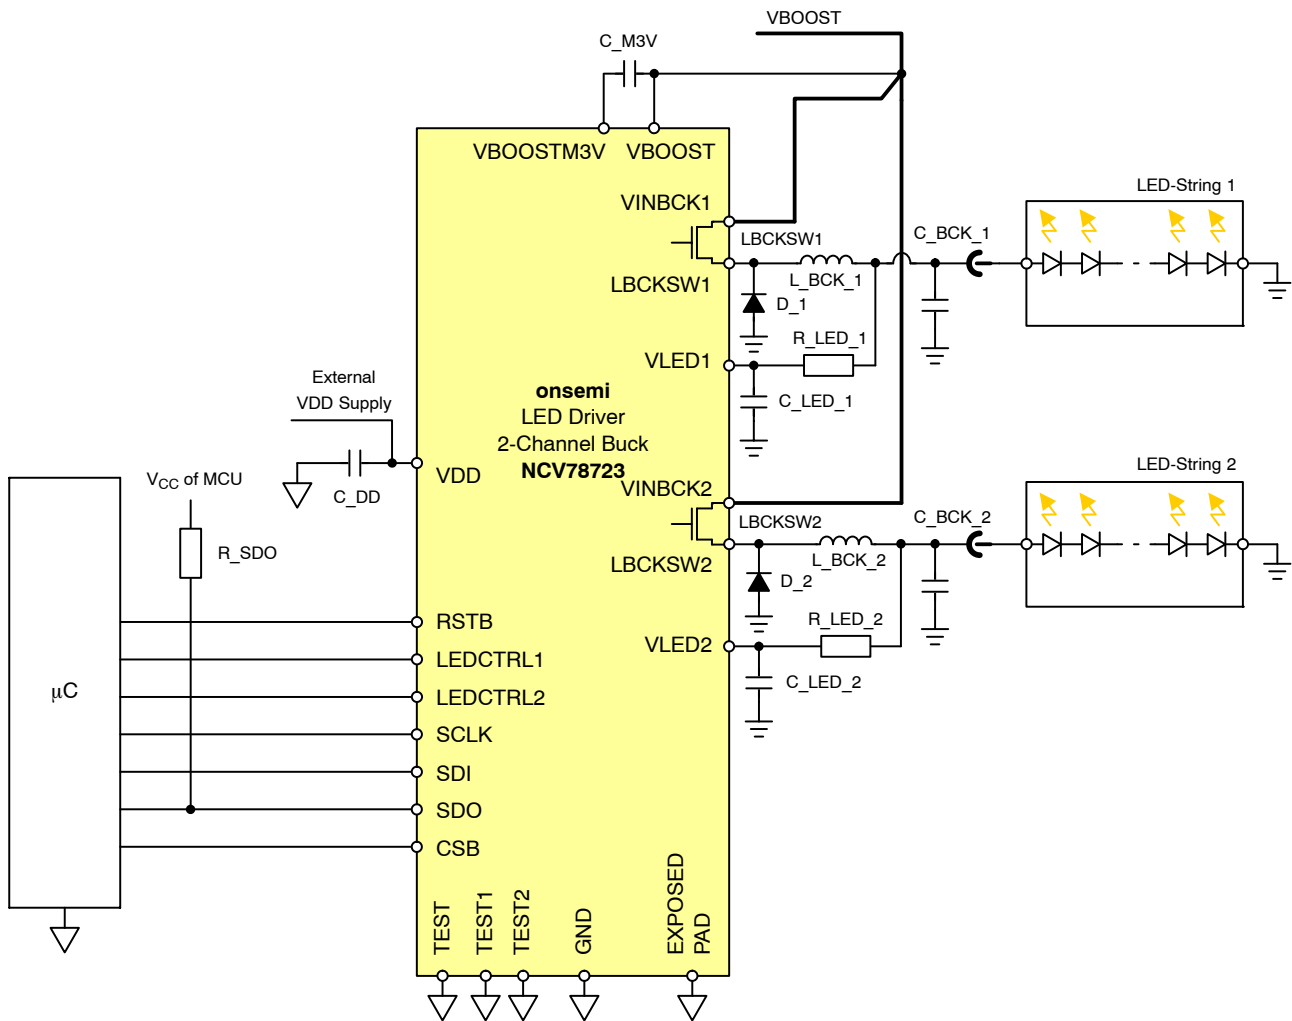 VBOOST
C_M3V
VBOOSTM3V VBOOST
LED-String 1
VINBCK1
LBCKSW1
C_BCK_1
LBCKSW1
L_BCK_1
D_1
R_LED_1
VLED1
C_LED_1
External
VDD Supply
onsemi
LED Driver
2-Channel Buck
NCV78723
VDD
C_DD
VCC of MCU
R_SDO
LED-String 2
VINBCK2
LBCKSW2
C_BCK_2
LBCKSW2
L_BCK_2
D_2
R_LED_2
VLED2
C_LED_2
µC
RSTB
LEDCTRL1
LEDCTRL2
SCLK
SDI
SDO
CSB
TEST
TEST1
TEST2
GND
EXPOSED
PAD